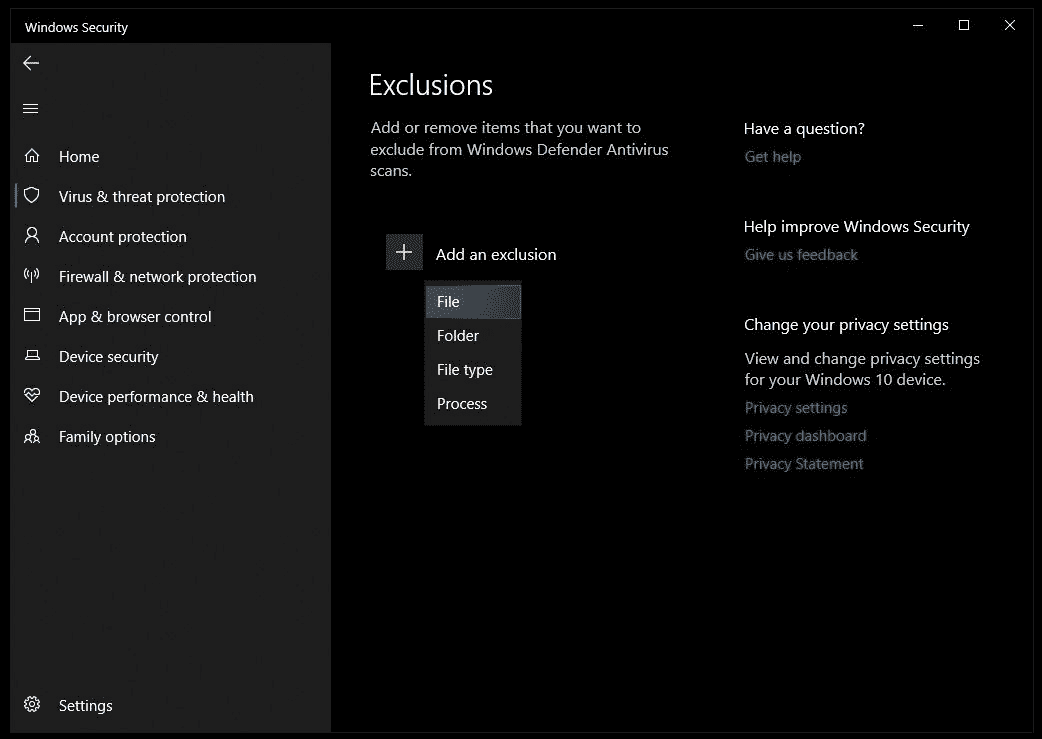 Windows Security
Home
Virus & threat protection
Account protection
Firewall & network protection
App & browser control
Device security
Device performance & health
Family options
Settings
Exclusions
Add or remove items that you want to
exclude from Windows Defender Antivirus
scans.
Add an exclusion
File
Folder
File type
Process
Have a question?
Get help
Help improve Windows Security
Give us feedback
Change your privacy settings
View and change privacy settings
for your Windows 10 device.
Privacy settings
Privacy dashboard
Privacy Statement